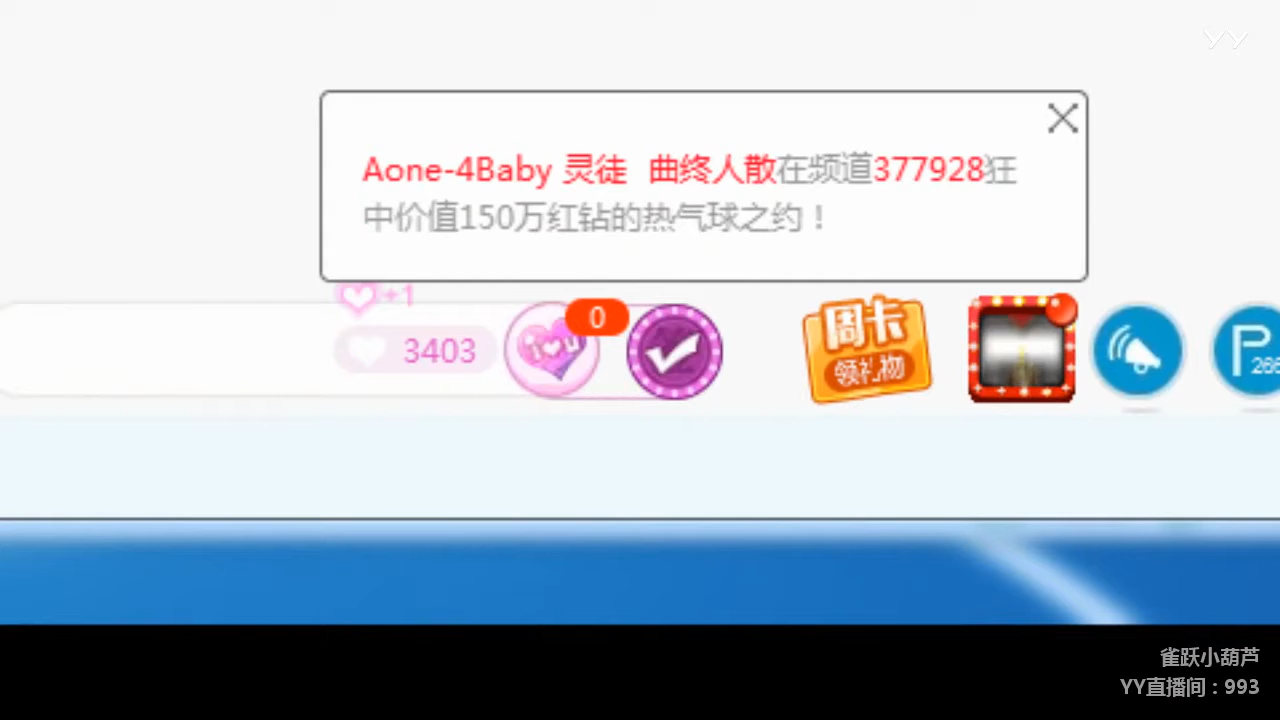 YY
Aone-4Baby 灵徒 曲终人散在频道377928狂
中价值150万红钻的热气球之约！
+1
3403
i u
0
周卡
领礼物
P
266
雀跃小葫芦
YY直播间：993